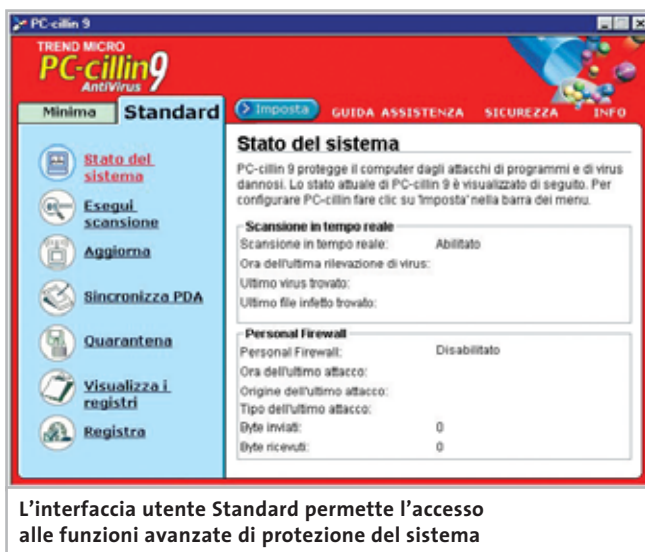 PC-cillin 9
TREND MICRO
PC-cillin 9
AntiVirus
Minima
Standard
Imposta
GUIDA ASSISTENZA
SICUREZZA
INFO
Stato del
sistema
Esegui
scansione
Aggiorna
Sincronizza PDA
Quarantena
Visualizza i
registri
Registra
Stato del sistema
PC-cillin 9 protegge il computer dagli attacchi di programmi e di virus
dannosi. Lo stato attuale di PC-cillin 9 è visualizzato di seguito. Per
configurare PC-cillin fare clic su 'Imposta' nella barra dei menu.
Scansione in tempo reale
Scansione in tempo reale: Abilitato
Ora dell'ultima rilevazione di virus:
Ultimo virus trovato:
Ultimo file infetto trovato:
Personal Firewall
Personal Firewall: Disabilitato
Ora dell'ultimo attacco:
Origine dell'ultimo attacco:
Tipo dell'ultimo attacco:
Byte inviati: 0
Byte ricevuti: 0
L'interfaccia utente Standard permette l'accesso
alle funzioni avanzate di protezione del sistema